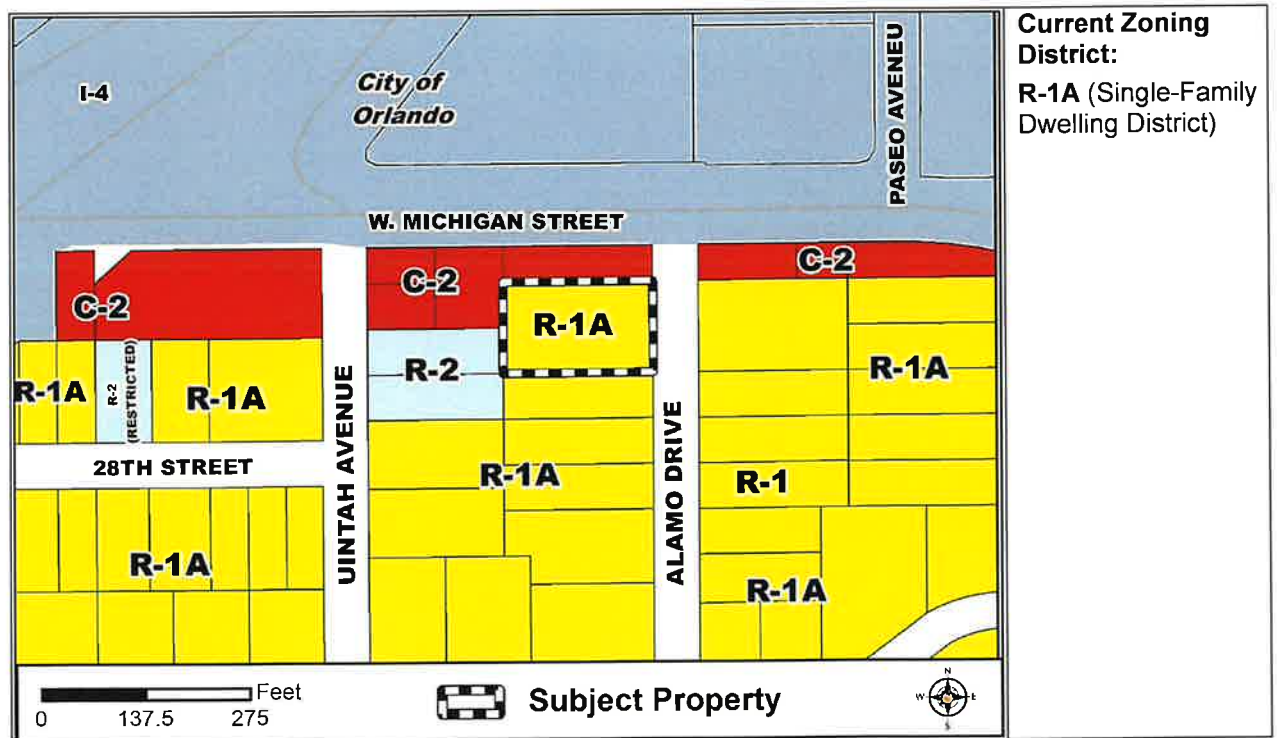 Current Zoning
District:
R-1A (Single-Family
Dwelling District)
I-4
City of
Orlando
PASEO AVENEU
W. MICHIGAN STREET
C-2
C-2
C-2
R-1A
R-2
(RESTRICTED)
R-1A
R-2
R-1A
R-1A
UINTAH AVENUE
28TH STREET
R-1A
R-1
ALAMO DRIVE
R-1A
R-1A
Feet
0 137.5 275
Subject Property
N
W E
S